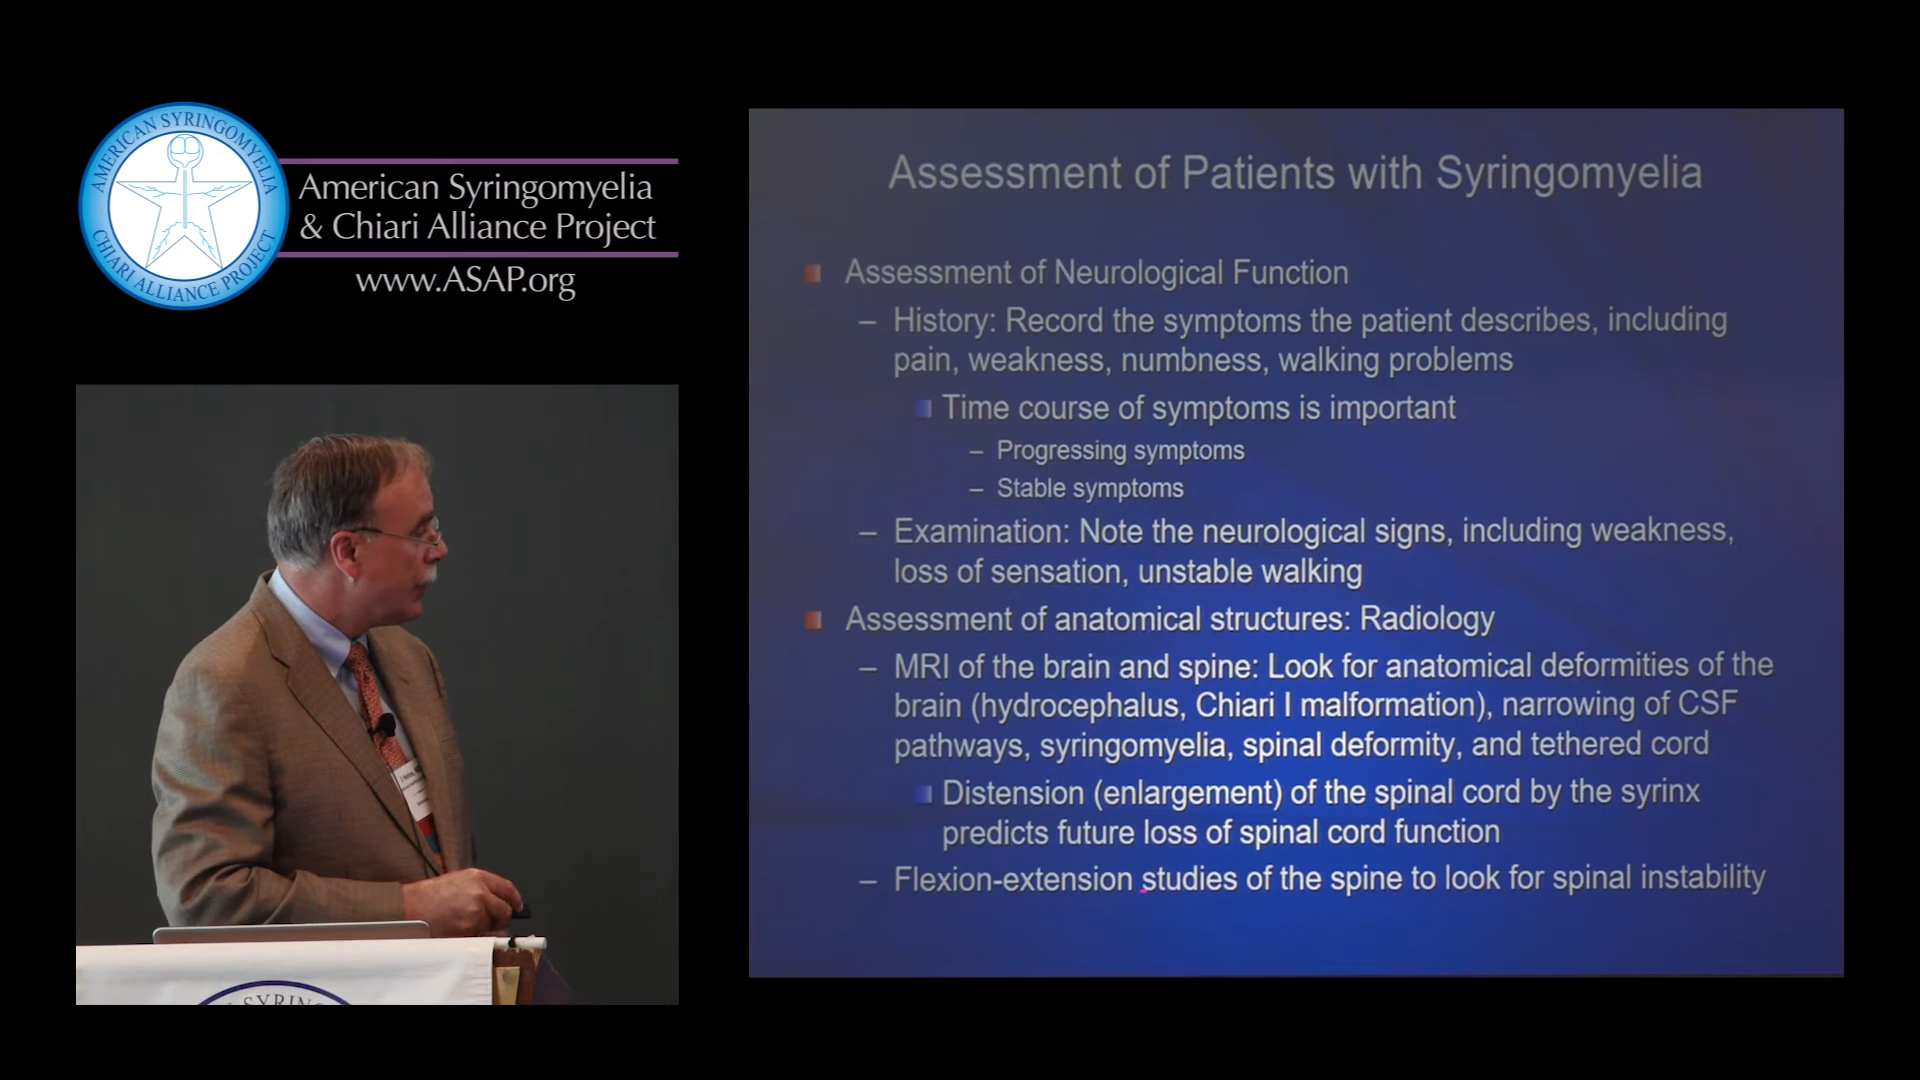 AMERICAN SYRINGOMYELIA
CHIARI ALLIANCE PROJECT
American Syringomyelia
& Chiari Alliance Project
www.ASAP.org
Assessment of Patients with Syringomyelia
Assessment of Neurological Function
– History: Record the symptoms the patient describes, including
pain, weakness, numbness, walking problems
Time course of symptoms is important
– Progressing symptoms
– Stable symptoms
– Examination: Note the neurological signs, including weakness,
loss of sensation, unstable walking
Assessment of anatomical structures: Radiology
– MRI of the brain and spine: Look for anatomical deformities of the
brain (hydrocephalus, Chiari I malformation), narrowing of CSF
pathways, syringomyelia, spinal deformity, and tethered cord
Distension (enlargement) of the spinal cord by the syrinx
predicts future loss of spinal cord function
– Flexion-extension studies of the spine to look for spinal instability